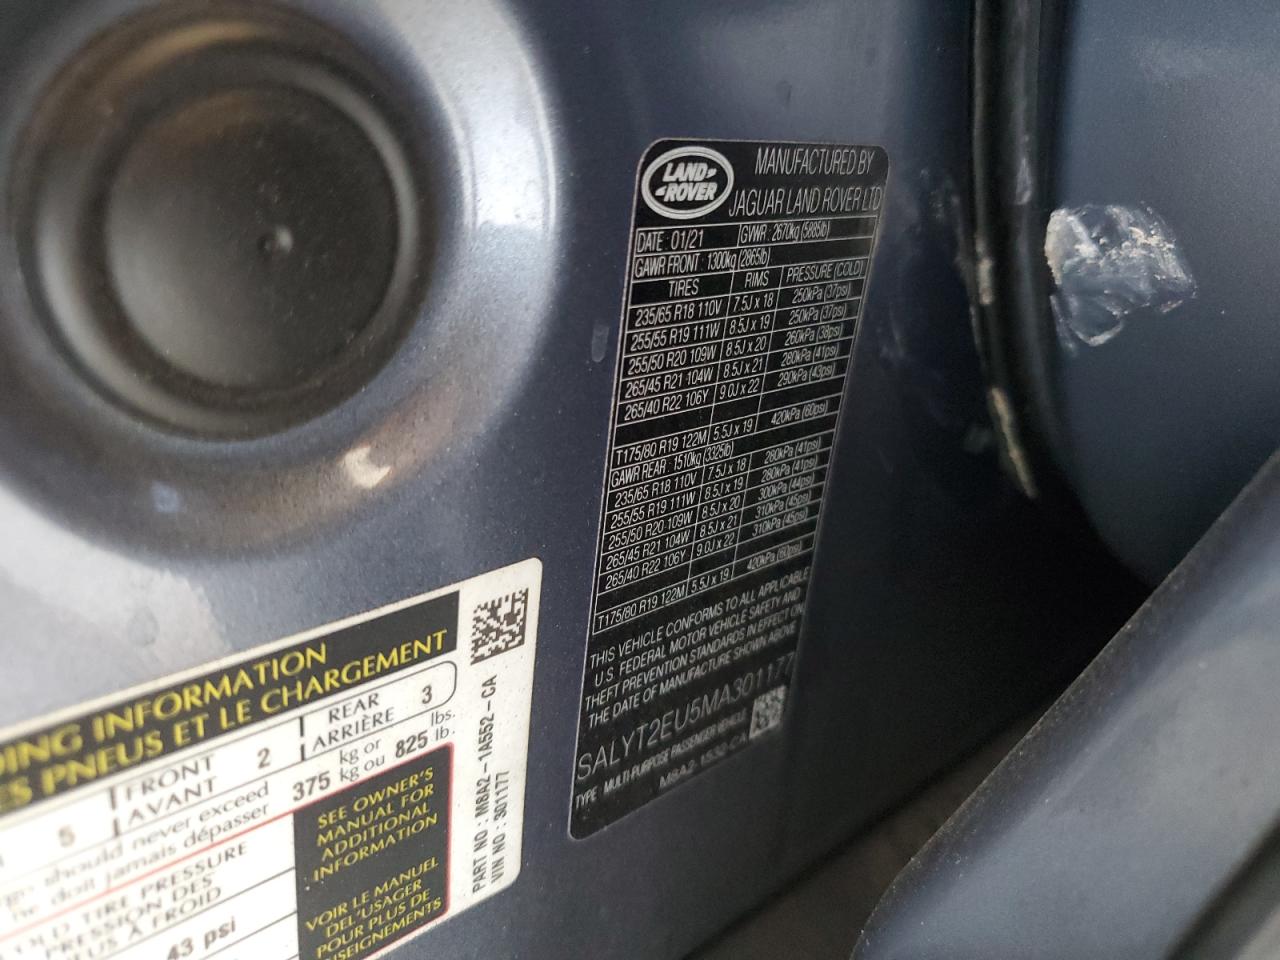 LAND-
-ROVER
MANUFACTURED BY
JAGUAR LAND ROVER LTD
DATE : 01/21 GVWR : 2670kg (5885lb)
GAWR FRONT : 1300kg (2865lb)
TIRES RIMS PRESSURE (COLD)
235/65 R18 110V 7.5J x 18 250kPa (37psi)
255/55 R19 111W 8.5J x 19 250kPa (37psi)
255/50 R20 109W 8.5J x 20 260kPa (38psi)
265/45 R21 104W 8.5J x 21 280kPa (41psi)
265/40 R22 106Y 9.0J x 22 290kPa (43psi)
T175/80 R19 122M 5.5J x 19 420kPa (60psi)
GAWR REAR : 1510kg (3325lb)
235/65 R18 110V 7.5J x 18 280kPa (41psi)
255/55 R19 111W 8.5J x 19 280kPa (41psi)
255/50 R20 109W 8.5J x 20 300kPa (44psi)
265/45 R21 104W 8.5J x 21 310kPa (45psi)
265/40 R22 106Y 9.0J x 22 310kPa (45psi)
T175/80 R19 122M 5.5J x 19 420kPa (60psi)
THIS VEHICLE CONFORMS TO ALL APPLICABLE
U.S. FEDERAL MOTOR VEHICLE SAFETY AND
THEFT PREVENTION STANDARDS IN EFFECT ON
THE DATE OF MANUFACTURE SHOWN ABOVE
SALYT2EU5MA301177
TYPE : MULTI-PURPOSE PASSENGER VEHICLE
M8A2-1532-CA
DING INFORMATION
ES PNEUS ET LE CHARGEMENT
5 FRONT 2 REAR 3
AVANT ARRIÈRE
should never exceed 375 kg or 825 lbs.
ne doit jamais dépasser kg ou lb.
COLD TIRE PRESSURE
PRESSION DES
PNEUS À FROID
43 psi
SEE OWNER'S
MANUAL FOR
ADDITIONAL
INFORMATION
VOIR LE MANUEL
DEL'USAGER
POUR PLUS DE
RENSEIGNEMENTS
PART NO : M8A2-1A552-CA
VIN NO : 301177